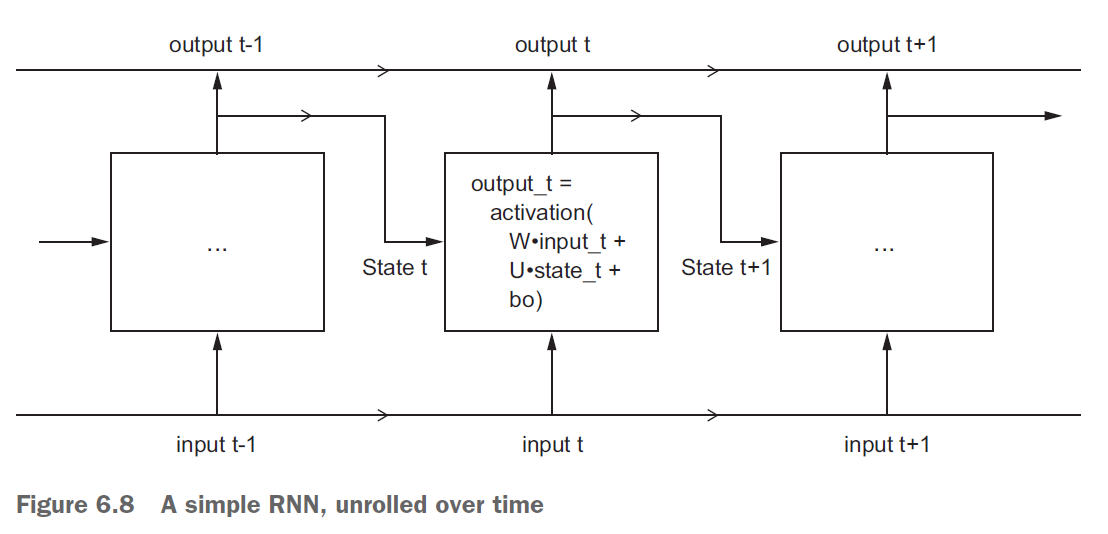 output t-1
output t
output t+1
output_t =
activation(
W•input_t +
U•state_t +
bo)
...
...
State t
State t+1
input t-1
input t
input t+1
Figure 6.8 A simple RNN, unrolled over time